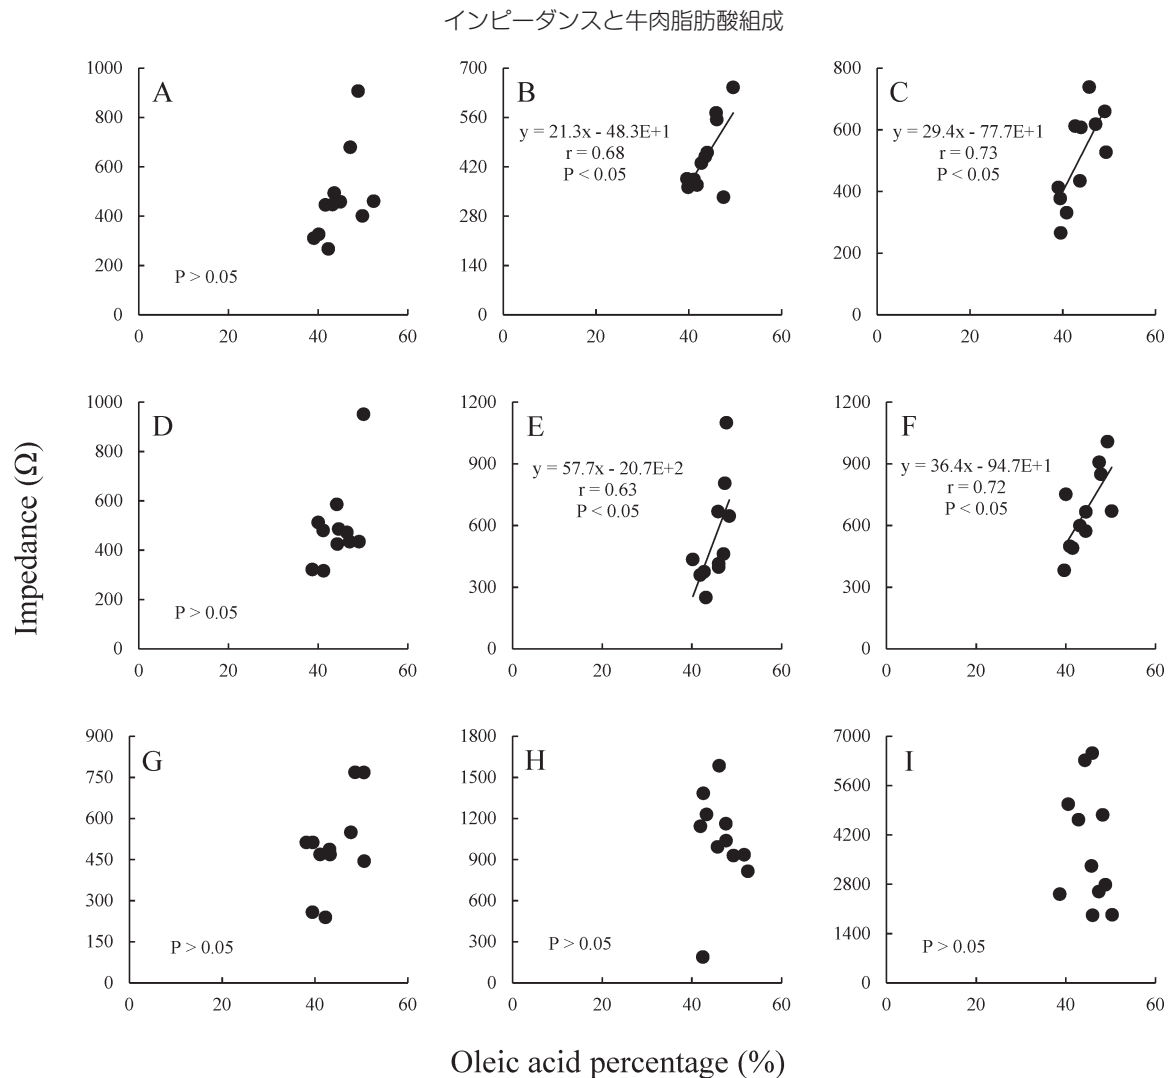 インピーダンスと牛肉脂肪酸組成
A
1000
800
600
400
200
0
P > 0.05
0 20 40 60
B
700
560
420
280
140
0
y = 21.3x - 48.3E+1
r = 0.68
P < 0.05
0 20 40 60
C
800
600
400
200
0
y = 29.4x - 77.7E+1
r = 0.73
P < 0.05
0 20 40 60
Impedance (Ω)
D
1000
800
600
400
200
0
P > 0.05
0 20 40 60
E
1200
900
600
300
0
y = 57.7x - 20.7E+2
r = 0.63
P < 0.05
0 20 40 60
F
1200
900
600
300
0
y = 36.4x - 94.7E+1
r = 0.72
P < 0.05
0 20 40 60
G
900
750
600
450
300
150
0
P > 0.05
0 20 40 60
H
1800
1500
1200
900
600
300
0
P > 0.05
0 20 40 60
I
7000
5600
4200
2800
1400
0
P > 0.05
0 20 40 60
Oleic acid percentage (%)